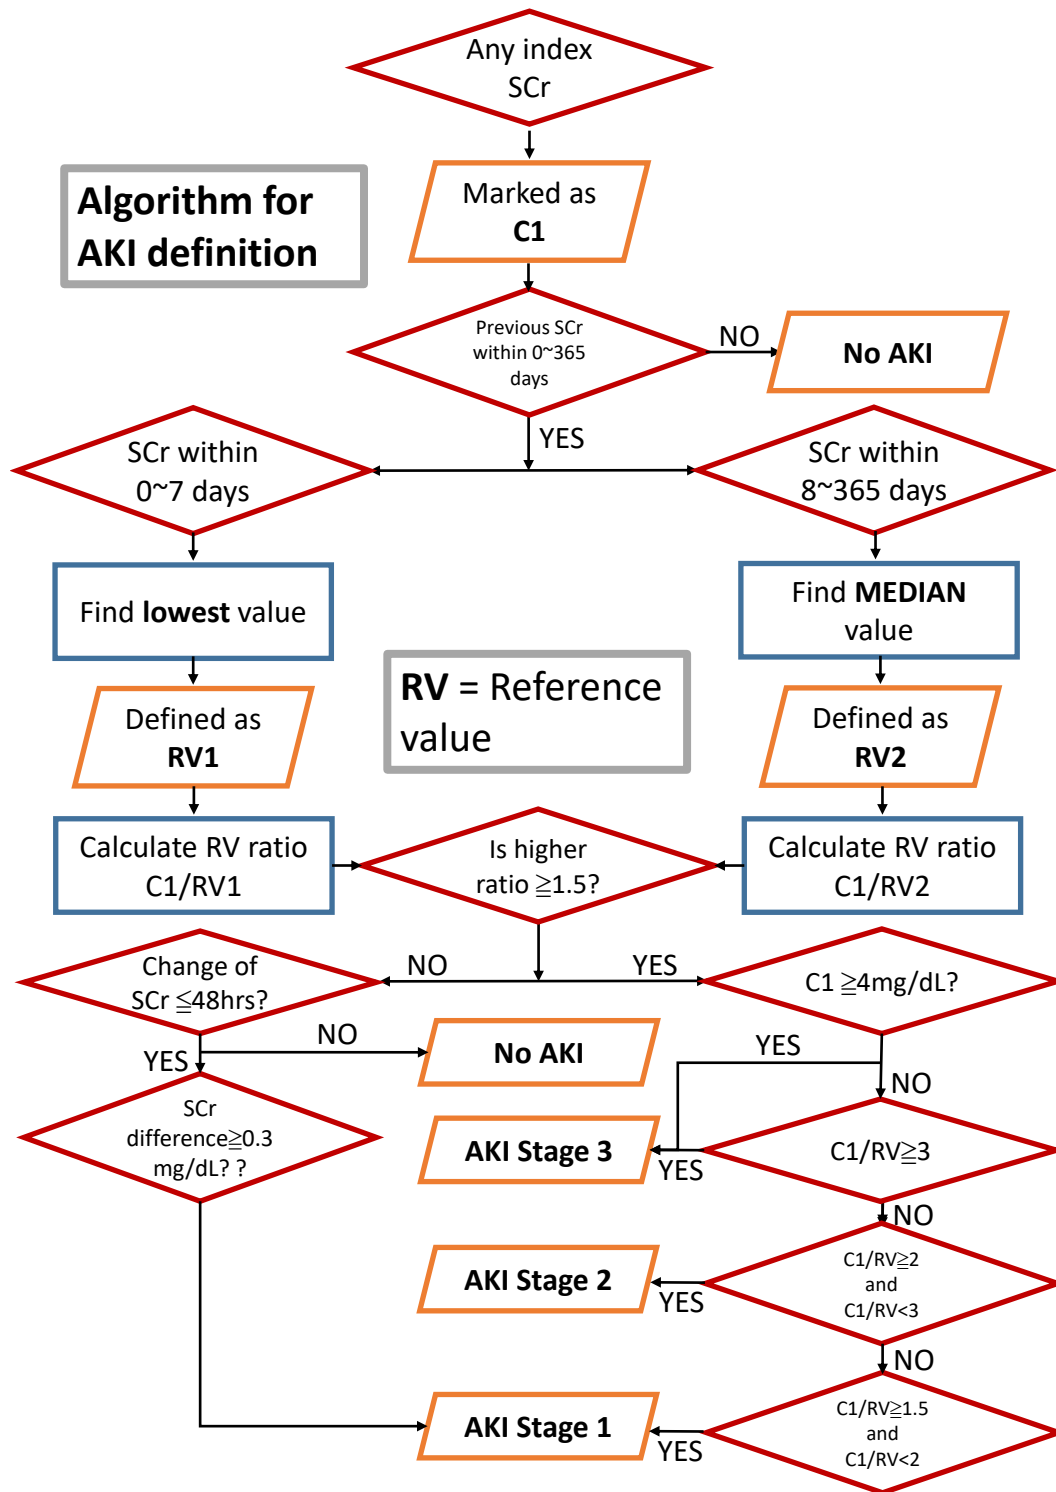 Any index
SCr
Algorithm for
AKI definition
Marked as
C1
Previous SCr
within 0~365
days
NO
No AKI
YES
SCr within
0~7 days
SCr within
8~365 days
Find lowest value
Find MEDIAN
value
RV = Reference
value
Defined as
RV1
Defined as
RV2
Calculate RV ratio
C1/RV1
Is higher
ratio ≧1.5?
Calculate RV ratio
C1/RV2
Change of
SCr ≦48hrs?
NO
YES
C1 ≧4mg/dL?
YES
NO
No AKI
YES
NO
SCr
difference≧0.3
mg/dL? ?
AKI Stage 3
YES
C1/RV≧3
NO
AKI Stage 2
YES
C1/RV≧2
and
C1/RV<3
NO
AKI Stage 1
YES
C1/RV≧1.5
and
C1/RV<2